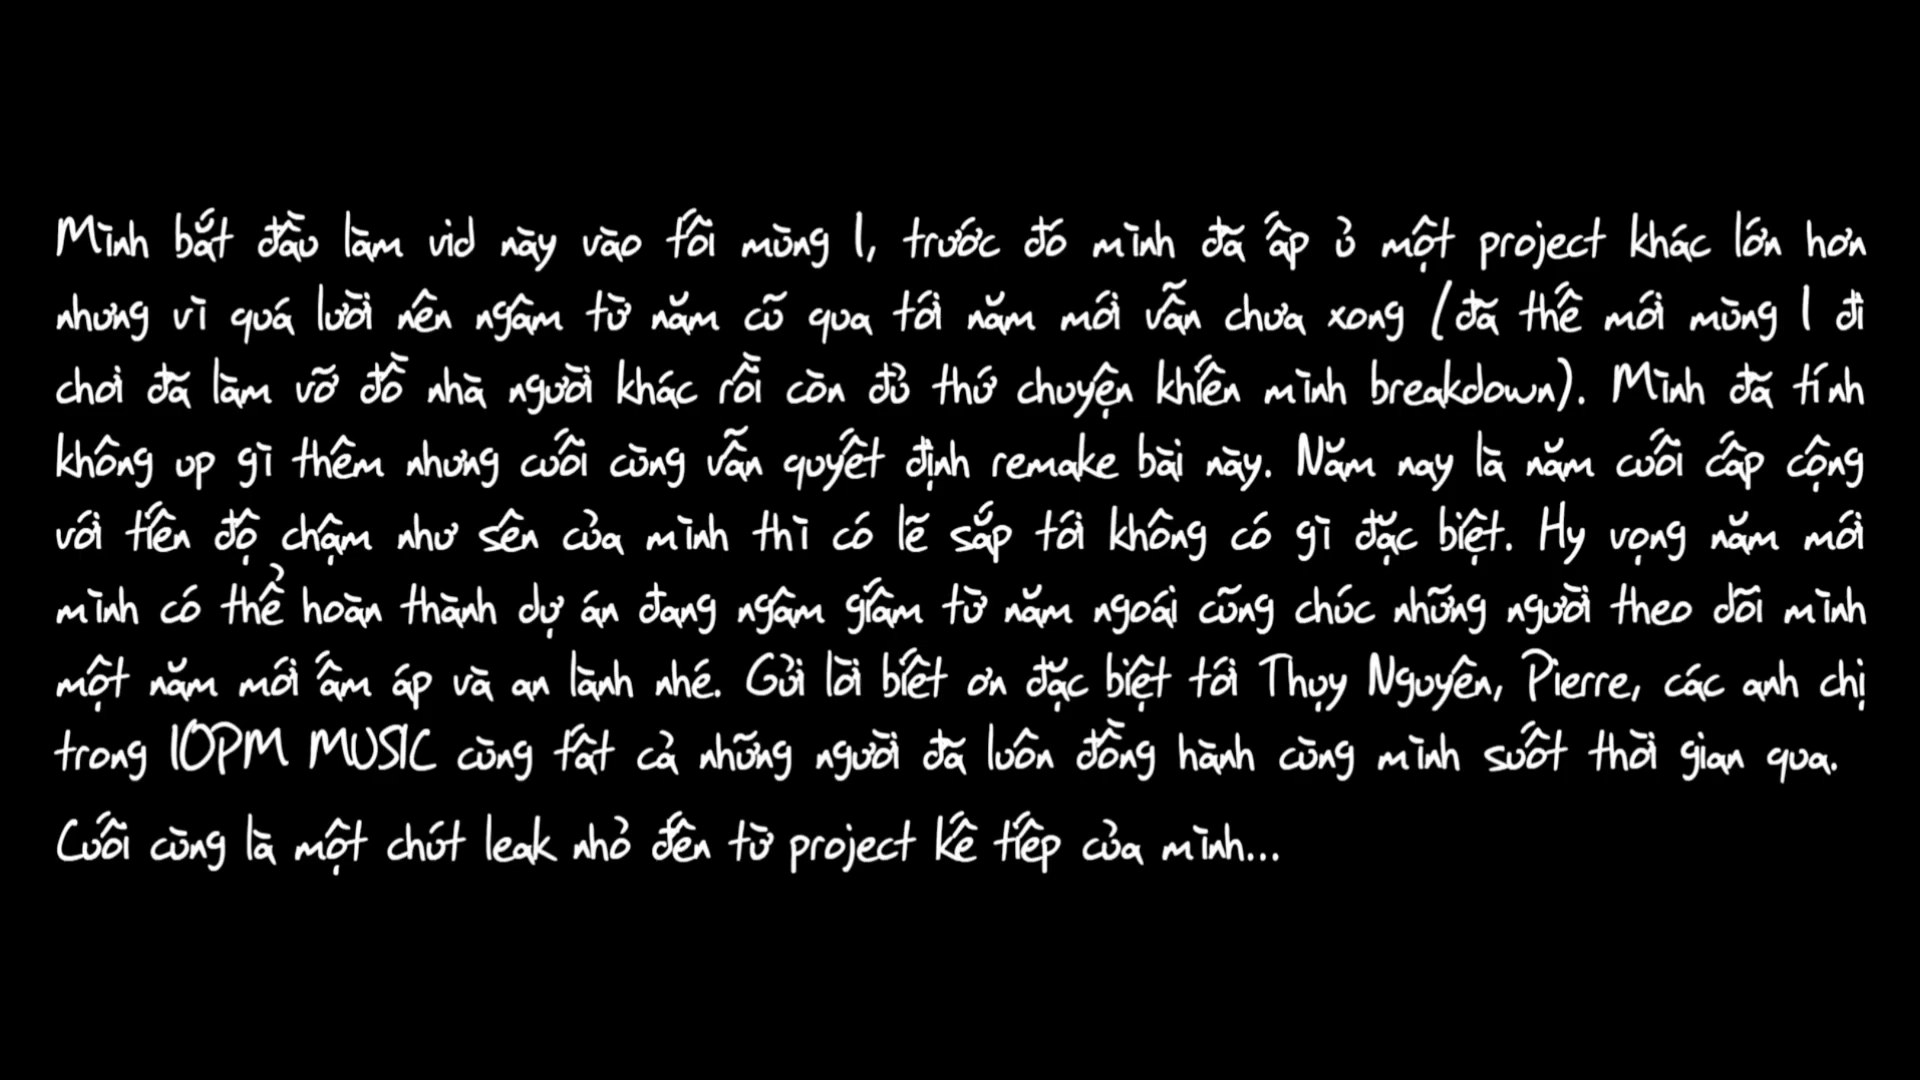 Mình bắt đầu làm vid này vào tối mùng 1, trước đó mình đã ấp ủ một project khác lớn hơn
nhưng vì quá lười nên ngâm từ năm cũ qua tới năm mới vẫn chưa xong (đã thế mới mùng 1 đi
chơi đã làm vỡ đồ nhà người khác rồi còn đủ thứ chuyện khiến mình breakdown). Mình đã tính
không up gì thêm nhưng cuối cùng vẫn quyết định remake bài này. Năm nay là năm cuối cấp cộng
với tiến độ chậm như sên của mình thì có lẽ sắp tới không có gì đặc biệt. Hy vọng năm mới
mình có thể hoàn thành dự án đang ngâm giấm từ năm ngoái cũng chúc những người theo dõi mình
một năm mới ấm áp và an lành nhé. Gửi lời biết ơn đặc biệt tới Thụy Nguyên, Pierre, các anh chị
trong 10PM MUSIC cùng tất cả những người đã luôn đồng hành cùng mình suốt thời gian qua.
Cuối cùng là một chút leak nhỏ đến từ project kế tiếp của mình...